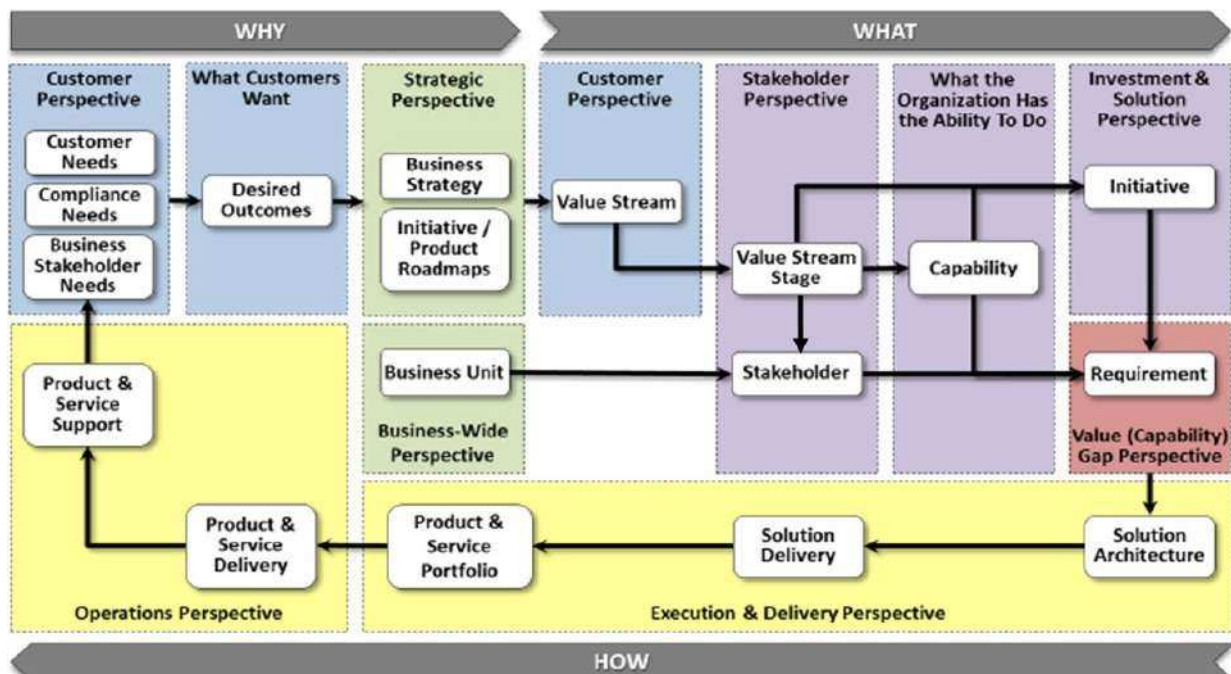 WHY
WHAT
Customer
Perspective
What Customers
Want
Strategic
Perspective
Customer
Perspective
Stakeholder
Perspective
What the
Organization Has
the Ability To Do
Investment &
Solution
Perspective
Customer
Needs
Compliance
Needs
Business
Stakeholder
Needs
Desired
Outcomes
Business
Strategy
Initiative /
Product
Roadmaps
Value Stream
Value Stream
Stage
Capability
Initiative
Product &
Service
Support
Business Unit
Business-Wide
Perspective
Stakeholder
Requirement
Value (Capability)
Gap Perspective
Product &
Service
Delivery
Product &
Service
Portfolio
Solution
Delivery
Solution
Architecture
Operations Perspective
Execution & Delivery Perspective
HOW